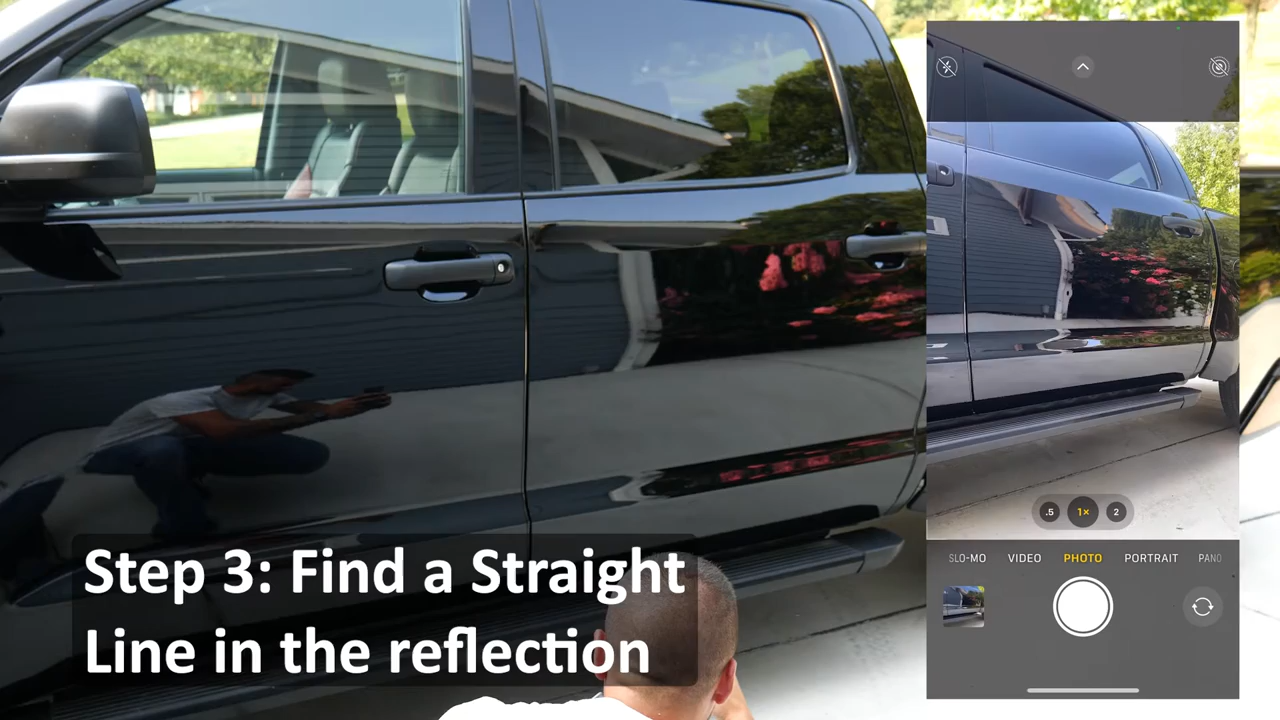 Step 3: Find a Straight
Line in the reflection
.5
1×
2
SLO-MO
VIDEO
PHOTO
PORTRAIT
PANO